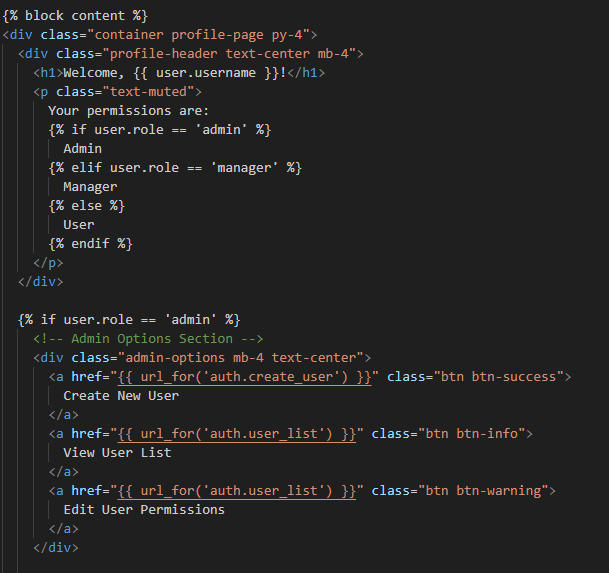 {% block content %}
<div class="container profile-page py-4">
<div class="profile-header text-center mb-4">
<h1>Welcome, {{ user.username }}!</h1>
<p class="text-muted">
Your permissions are:
{% if user.role == 'admin' %}
Admin
{% elif user.role == 'manager' %}
Manager
{% else %}
User
{% endif %}
</p>
</div>
{% if user.role == 'admin' %}
<!-- Admin Options Section -->
<div class="admin-options mb-4 text-center">
<a href="{{ url_for('auth.create_user') }}" class="btn btn-success">
Create New User
</a>
<a href="{{ url_for('auth.user_list') }}" class="btn btn-info">
View User List
</a>
<a href="{{ url_for('auth.user_list') }}" class="btn btn-warning">
Edit User Permissions
</a>
</div>